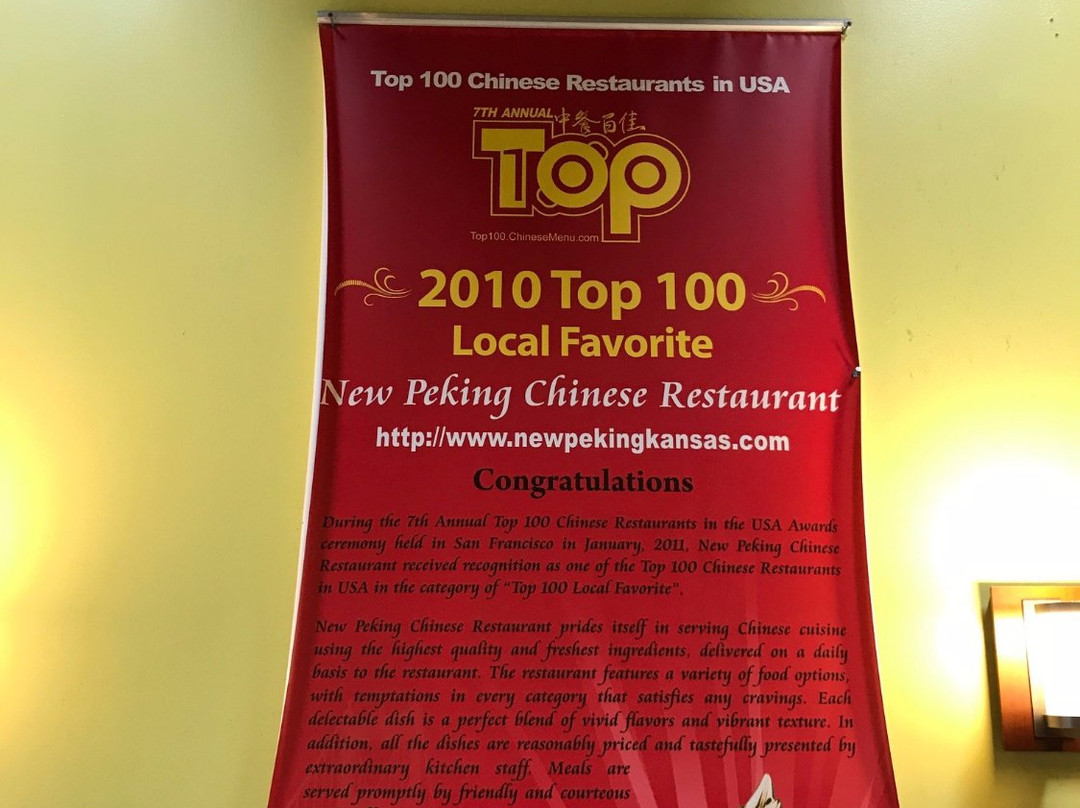 Top 100 Chinese Restaurants in USA
7TH ANNUAL 中餐百佳
Top
100
Top100.ChineseMenu.com
2010 Top 100
Local Favorite
New Peking Chinese Restaurant
http://www.newpekingkansas.com
Congratulations
During the 7th Annual Top 100 Chinese Restaurants in the USA Awards
ceremony held in San Francisco in January, 2011, New Peking Chinese
Restaurant received recognition as one of the Top 100 Chinese Restaurants
in USA in the category of "Top 100 Local Favorite".
New Peking Chinese Restaurant prides itself in serving Chinese cuisine
using the highest quality and freshest ingredients, delivered on a daily
basis to the restaurant. The restaurant features a variety of food options,
with temptations in every category that satisfies any cravings. Each
delectable dish is a perfect blend of vivid flavors and vibrant texture. In
addition, all the dishes are reasonably priced and tastefully presented by
extraordinary kitchen staff. Meals are
served promptly by friendly and courteous